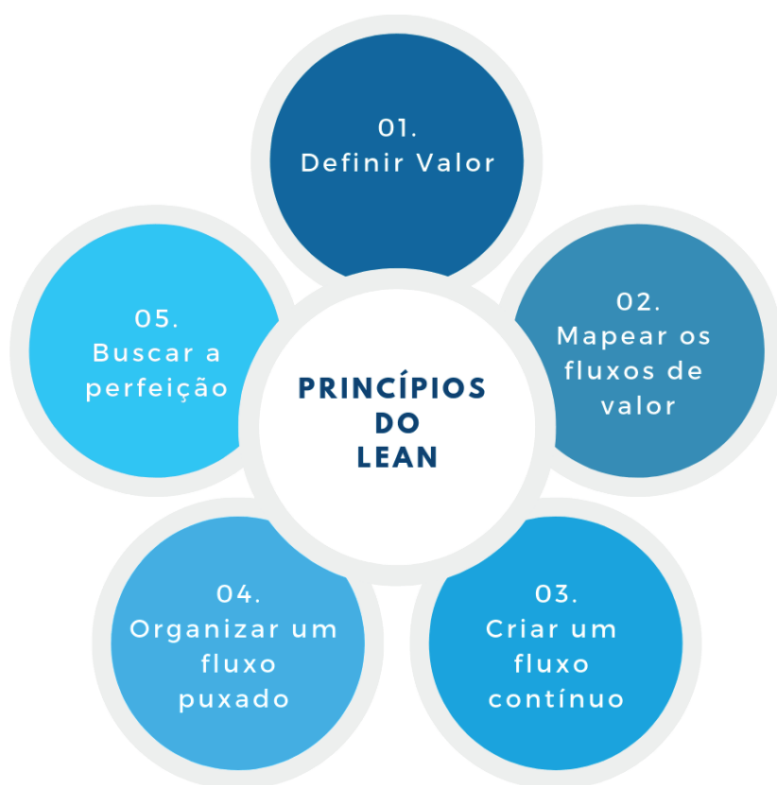 01.
Definir Valor
02.
Mapear os
fluxos de
valor
03.
Criar um
fluxo
contínuo
04.
Organizar um
fluxo
puxado
05.
Buscar a
perfeição
PRINCÍPIOS
DO
LEAN